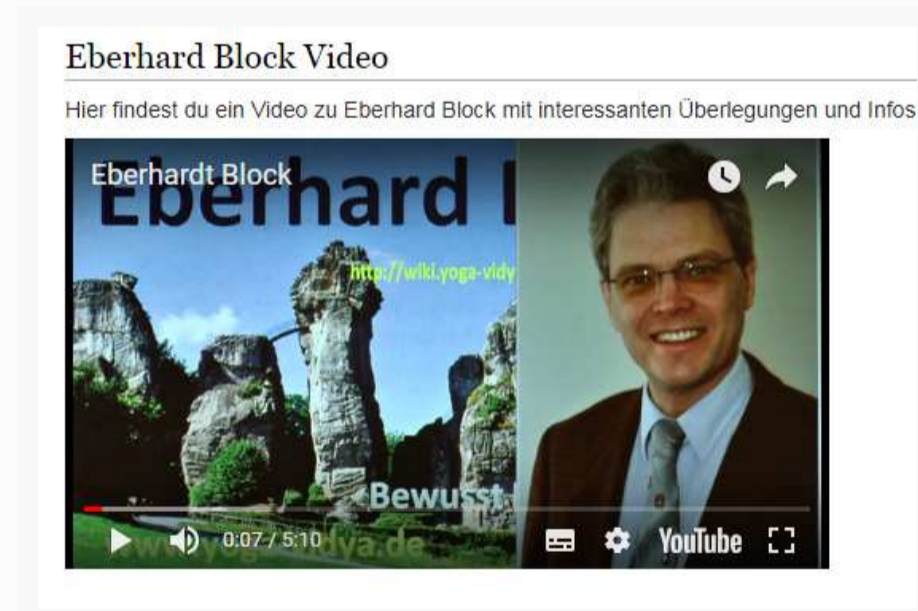 Eberhard Block Video
Hier findest du ein Video zu Eberhard Block mit interessanten Überlegungen und Infos
Eberhardt Block
Eberhard
http://wiki.yoga-vidy
Bewusst
0:07 / 5:10
YouTube